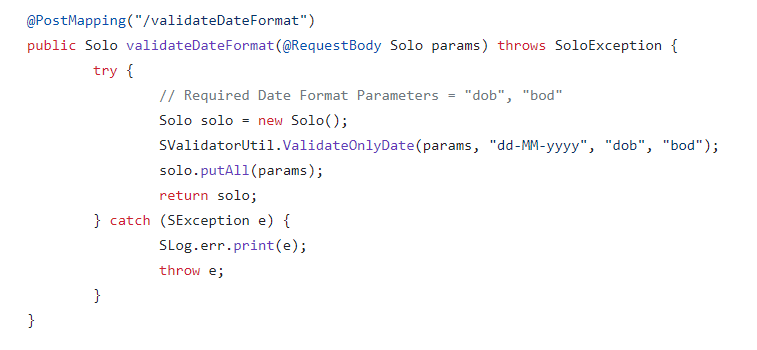 @PostMapping("/validateDateFormat")
public Solo validateDateFormat(@RequestBody Solo params) throws SoloException {
try {
// Required Date Format Parameters = "dob", "bod"
Solo solo = new Solo();
SValidatorUtil.ValidateOnlyDate(params, "dd-MM-yyyy", "dob", "bod");
solo.putAll(params);
return solo;
} catch (SException e) {
SLog.err.print(e);
throw e;
}
}